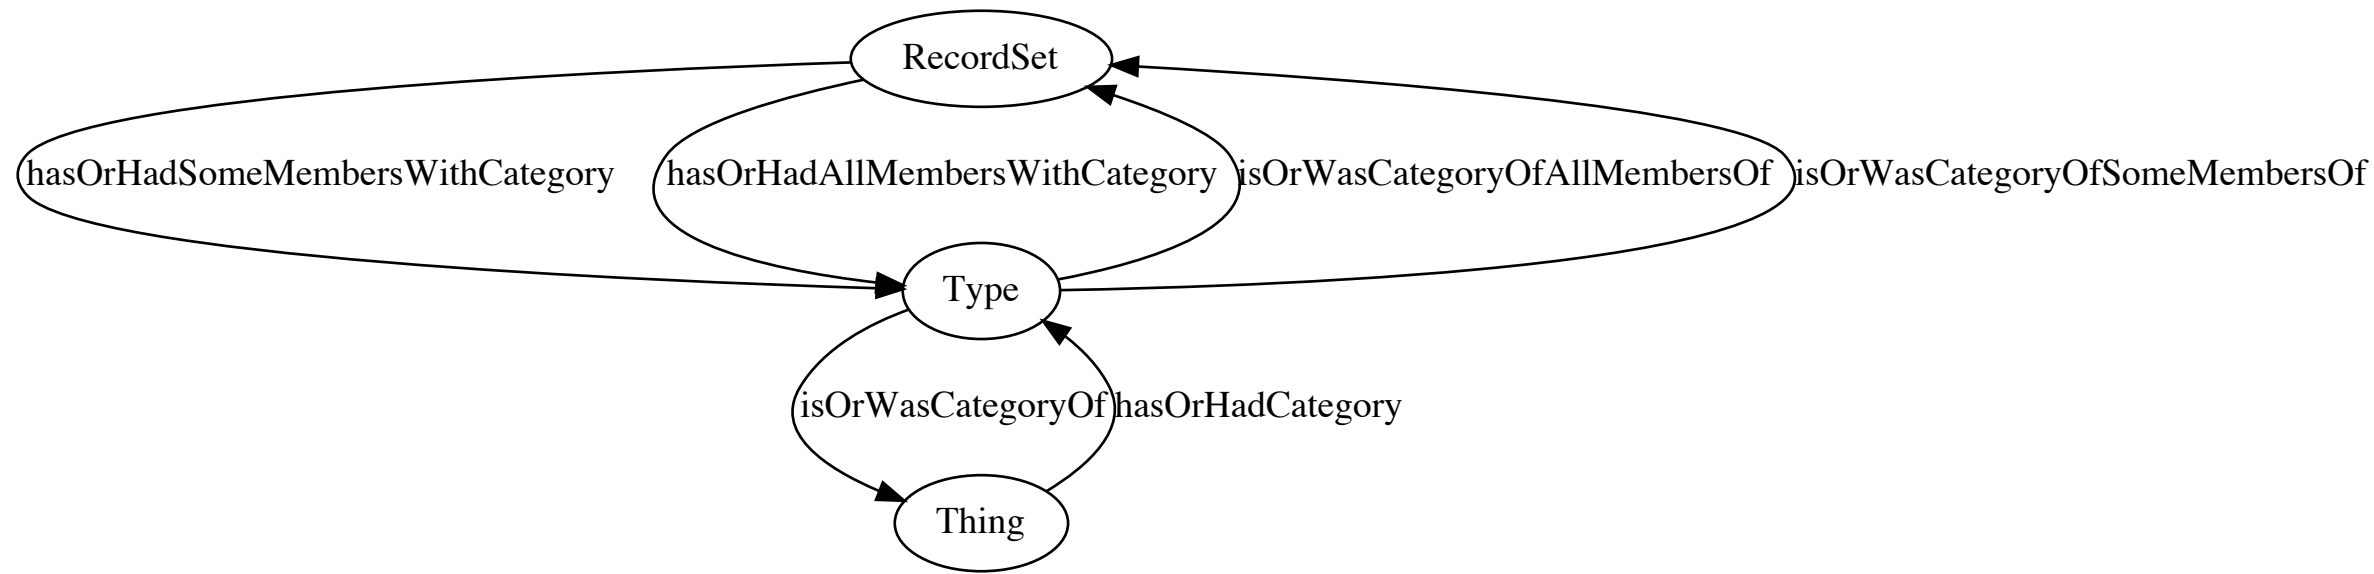 RecordSet
hasOrHadSomeMembersWithCategory
hasOrHadAllMembersWithCategory
isOrWasCategoryOfAllMembersOf
isOrWasCategoryOfSomeMembersOf
Type
isOrWasCategoryOf
hasOrHadCategory
Thing